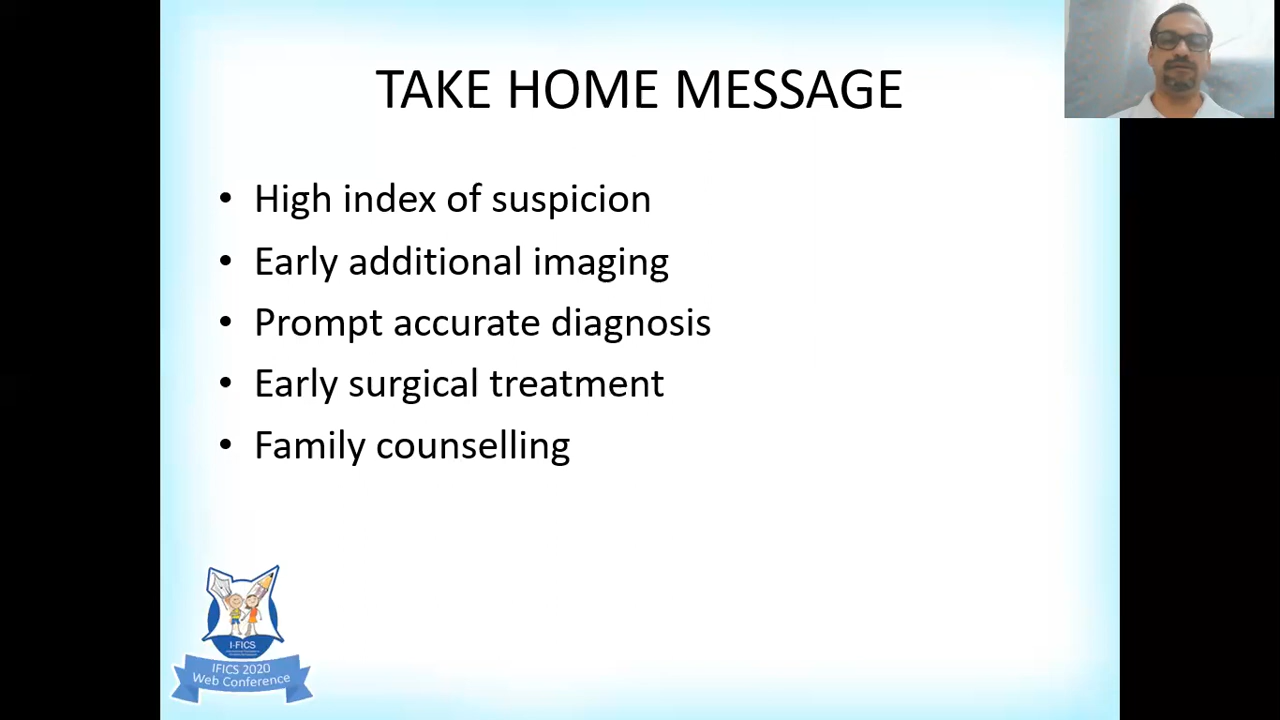 TAKE HOME MESSAGE
• High index of suspicion
• Early additional imaging
• Prompt accurate diagnosis
• Early surgical treatment
• Family counselling
I-FICS
IFICS 2020
Web Conference